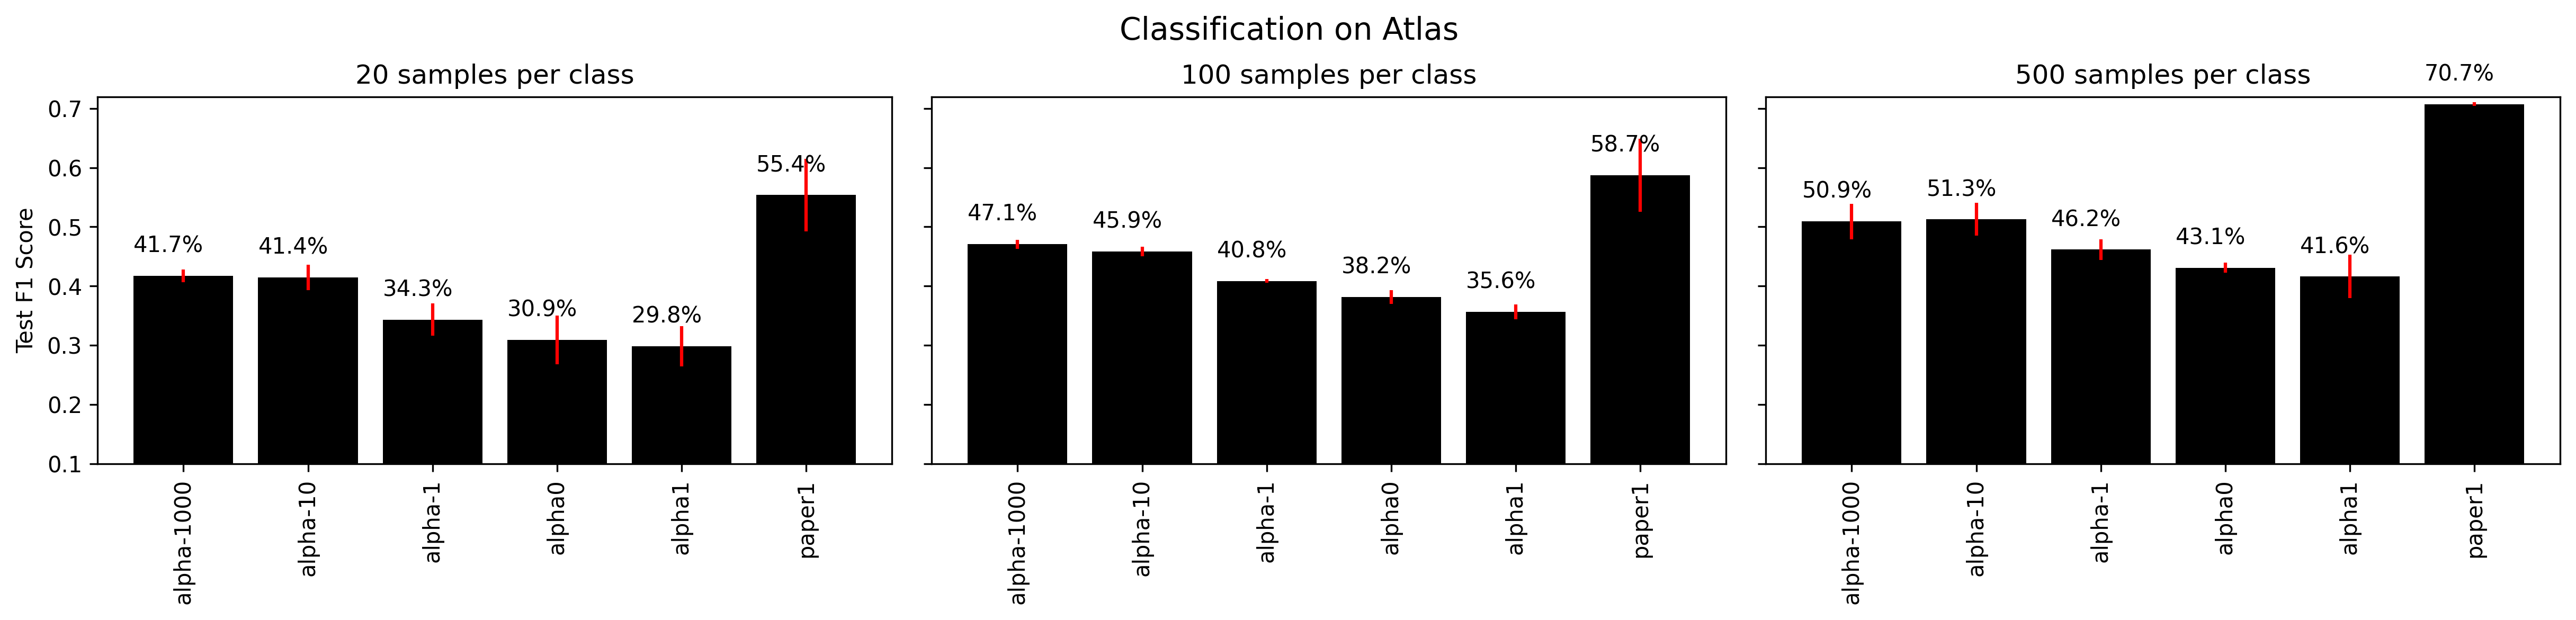 Classification on Atlas
20 samples per class
100 samples per class
500 samples per class
Test F1 Score
0.7
0.6
0.5
0.4
0.3
0.2
0.1
41.7%
41.4%
34.3%
30.9%
29.8%
55.4%
alpha-1000
alpha-10
alpha-1
alpha0
alpha1
paper1
47.1%
45.9%
40.8%
38.2%
35.6%
58.7%
alpha-1000
alpha-10
alpha-1
alpha0
alpha1
paper1
50.9%
51.3%
46.2%
43.1%
41.6%
70.7%
alpha-1000
alpha-10
alpha-1
alpha0
alpha1
paper1